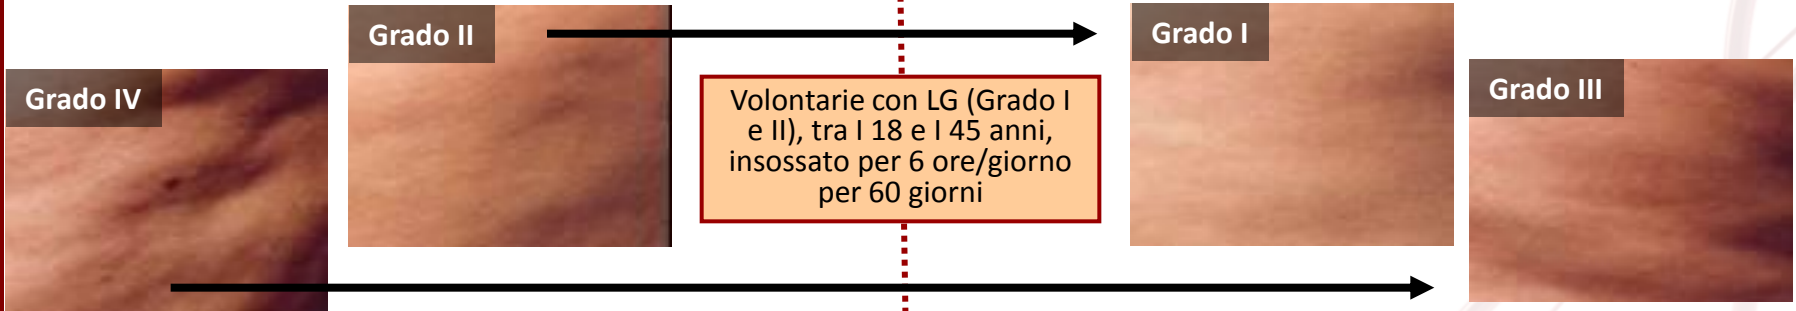 Grado IV
Grado II
Volontarie con LG (Grado I
e II), tra I 18 e I 45 anni,
insossato per 6 ore/giorno
per 60 giorni
Grado I
Grado III